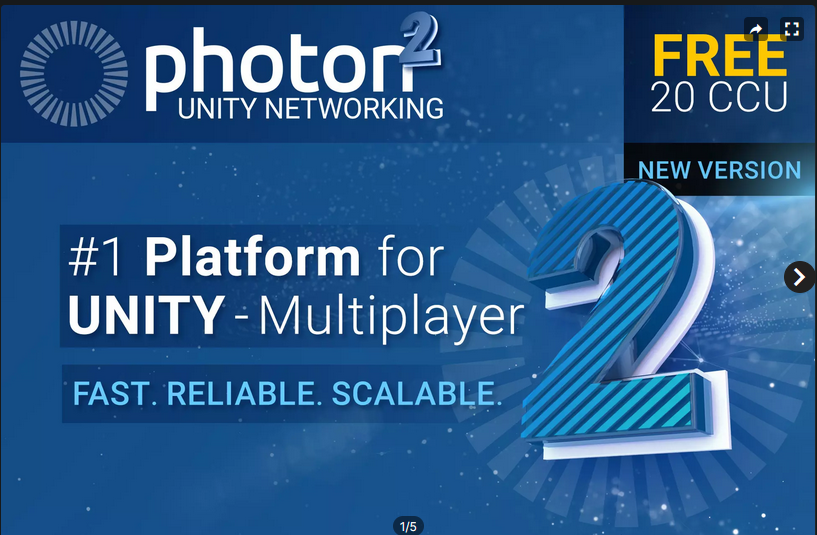 photon 2
UNITY NETWORKING
FREE
20 CCU
NEW VERSION
#1 Platform for
UNITY - Multiplayer
FAST. RELIABLE. SCALABLE.
2
1/5